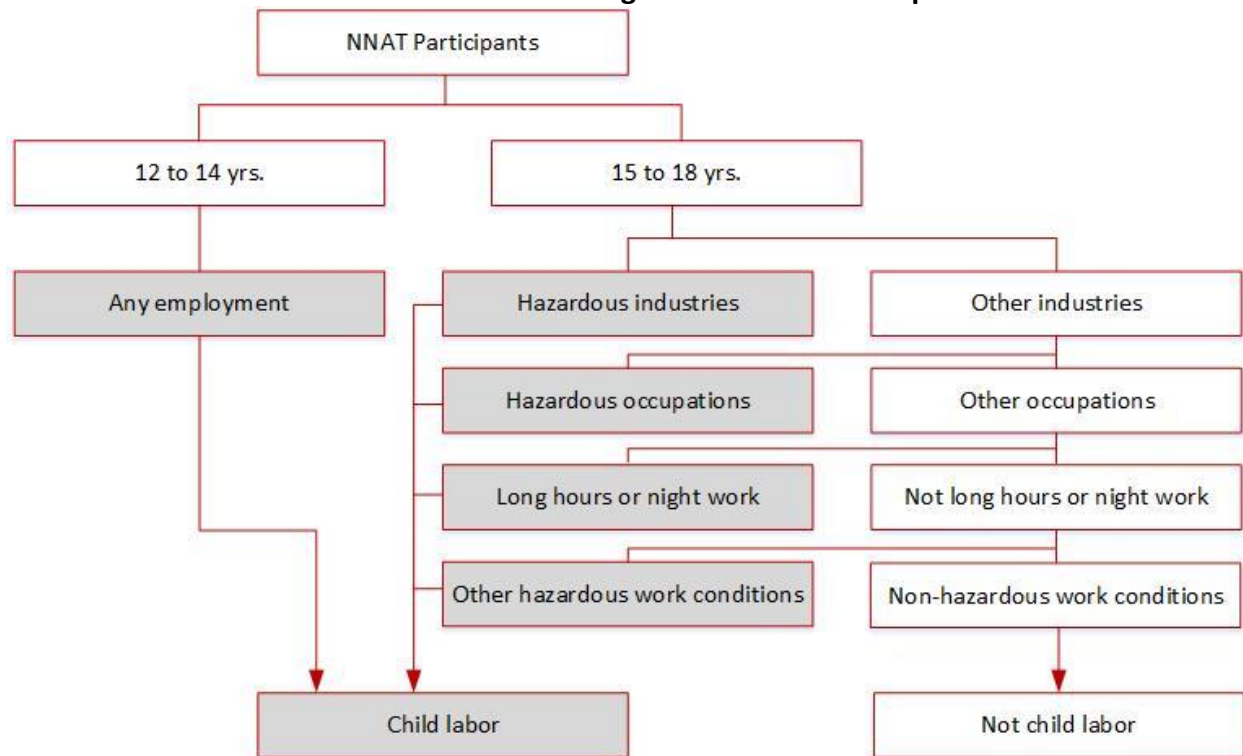 NNAT Participants
12 to 14 yrs.
15 to 18 yrs.
Any employment
Hazardous industries
Other industries
Hazardous occupations
Other occupations
Long hours or night work
Not long hours or night work
Other hazardous work conditions
Non-hazardous work conditions
Child labor
Not child labor